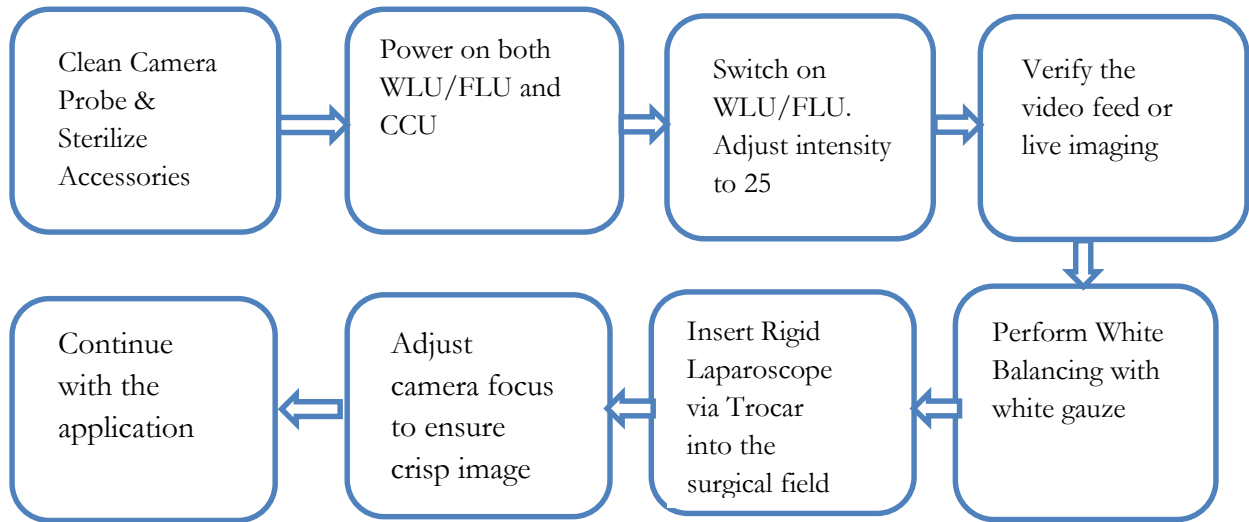 Clean Camera
Probe &
Sterilize
Accessories
Power on both
WLU/FLU and
CCU
Switch on
WLU/FLU.
Adjust intensity
to 25
Verify the
video feed or
live imaging
Perform White
Balancing with
white gauze
Insert Rigid
Laparoscope
via Trocar
into the
surgical field
Adjust
camera focus
to ensure
crisp image
Continue
with the
application